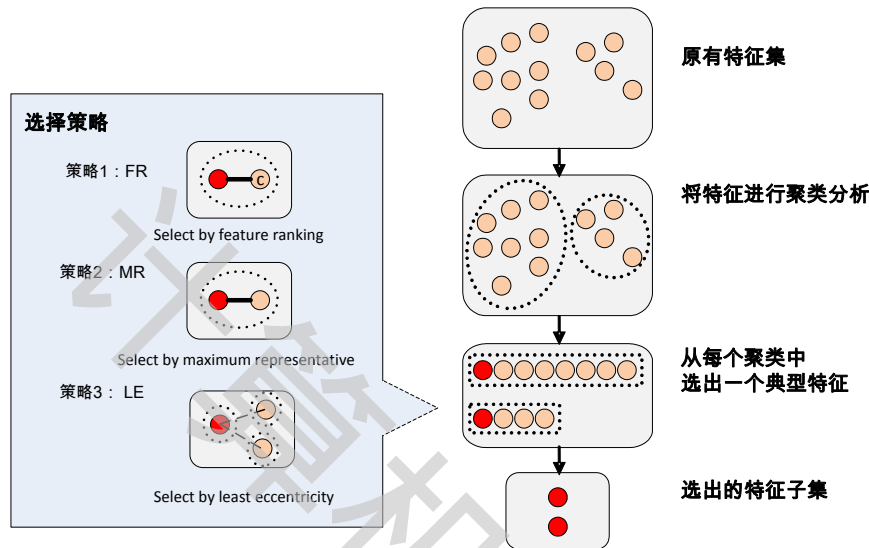 原有特征集
选择策略
策略1：FR
c
Select by feature ranking
将特征进行聚类分析
策略2：MR
Select by maximum representative
策略3： LE
从每个聚类中
选出一个典型特征
Select by least eccentricity
选出的特征子集
计算机